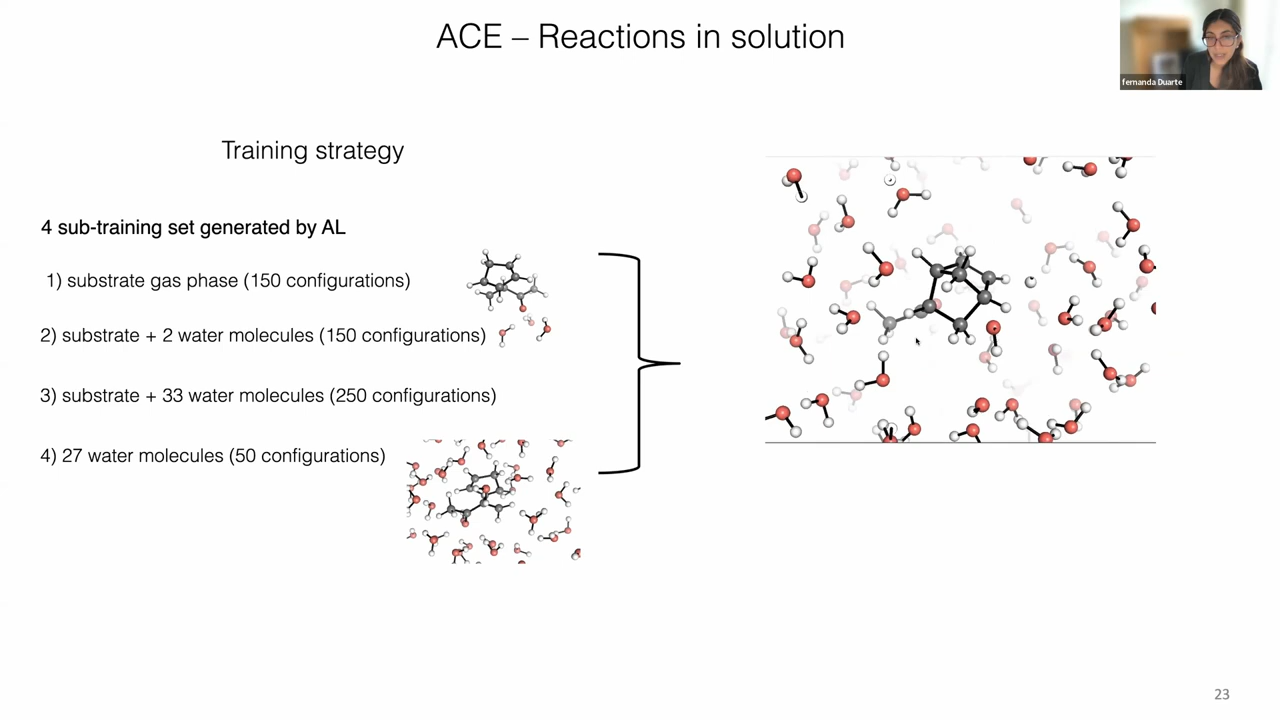 ACE – Reactions in solution
fernanda Duarte
Training strategy
4 sub-training set generated by AL
1) substrate gas phase (150 configurations)
2) substrate + 2 water molecules (150 configurations)
3) substrate + 33 water molecules (250 configurations)
4) 27 water molecules (50 configurations)
23